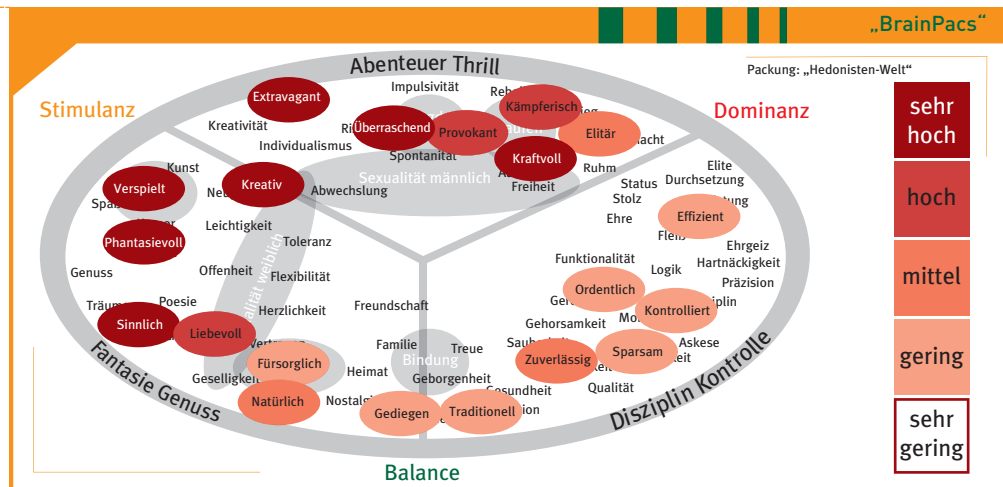 „BrainPacs“
Packung: „Hedonisten-Welt“
Abenteuer Thrill
Stimulanz
Dominanz
Extravagant
Impulsivität
Kämpferisch
Kreativität
Überraschend
Provokant
Elitär
Individualismus
Spontanität
Kraftvoll
Ruhm
Kunst
Sexualität männlich
Freiheit
Verspielt
Kreativ
Abwechslung
Elite
Durchsetzung
Status
Stolz
Effizient
Ehre
Leichtigkeit
Phantasievoll
Toleranz
Ehrgeiz
Hartnäckigkeit
Funktionalität
Logik
Präzision
Genuss
Offenheit
Flexibilität
Ordentlich
Poesie
Herzlichkeit
Freundschaft
Kontrolliert
Sinnlich
Liebevoll
Gehorsamkeit
Familie
Treue
Askese
Bindung
Zuverlässig
Sparsam
Fürsorglich
Heimat
Geborgenheit
Geselligkeit
Qualität
Natürlich
Gediegen
Traditionell
Fantasie Genuss
Disziplin Kontrolle
Balance
sehr
hoch
hoch
mittel
gering
sehr
gering